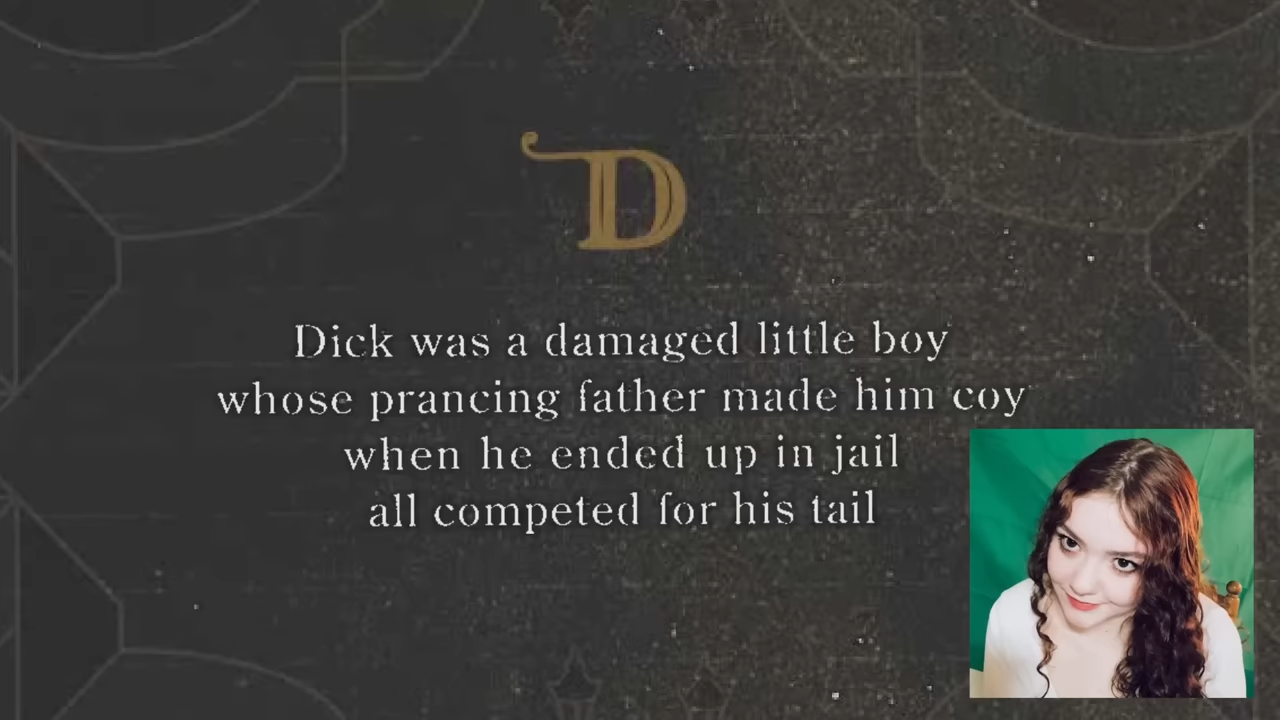 D
Dick was a damaged little boy
whose prancing father made him coy
when he ended up in jail
all competed for his tail